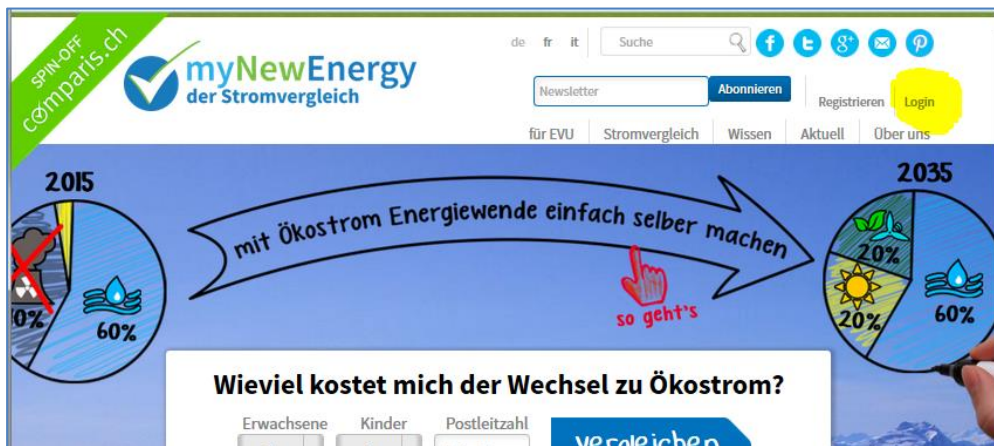 SPIN-OFF
comparis.ch
myNewEnergy
der Stromvergleich
de fr it
Suche
Newsletter
Abonnieren
Registrieren
Login
für EVU
Stromvergleich
Wissen
Aktuell
Über uns
2015
60%
mit Ökostrom Energiewende einfach selber machen
so geht's
2035
20%
20%
60%
Wieviel kostet mich der Wechsel zu Ökostrom?
Erwachsene
Kinder
Postleitzahl
vergleichen